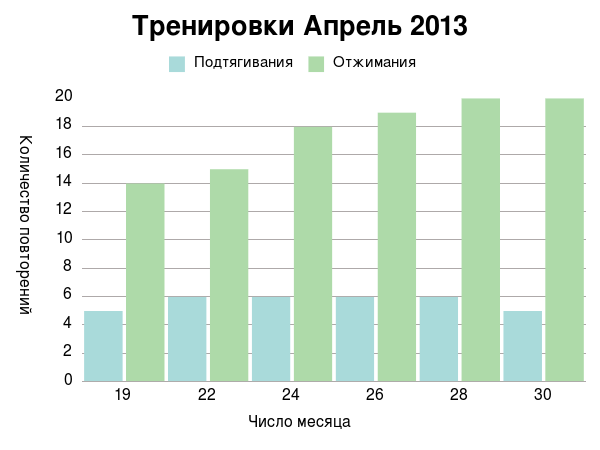 Тренировки Апрель 2013
Подтягивания Отжимания
Количество повторений
20
18
16
14
12
10
8
6
4
2
0
19 22 24 26 28 30
Число месяца